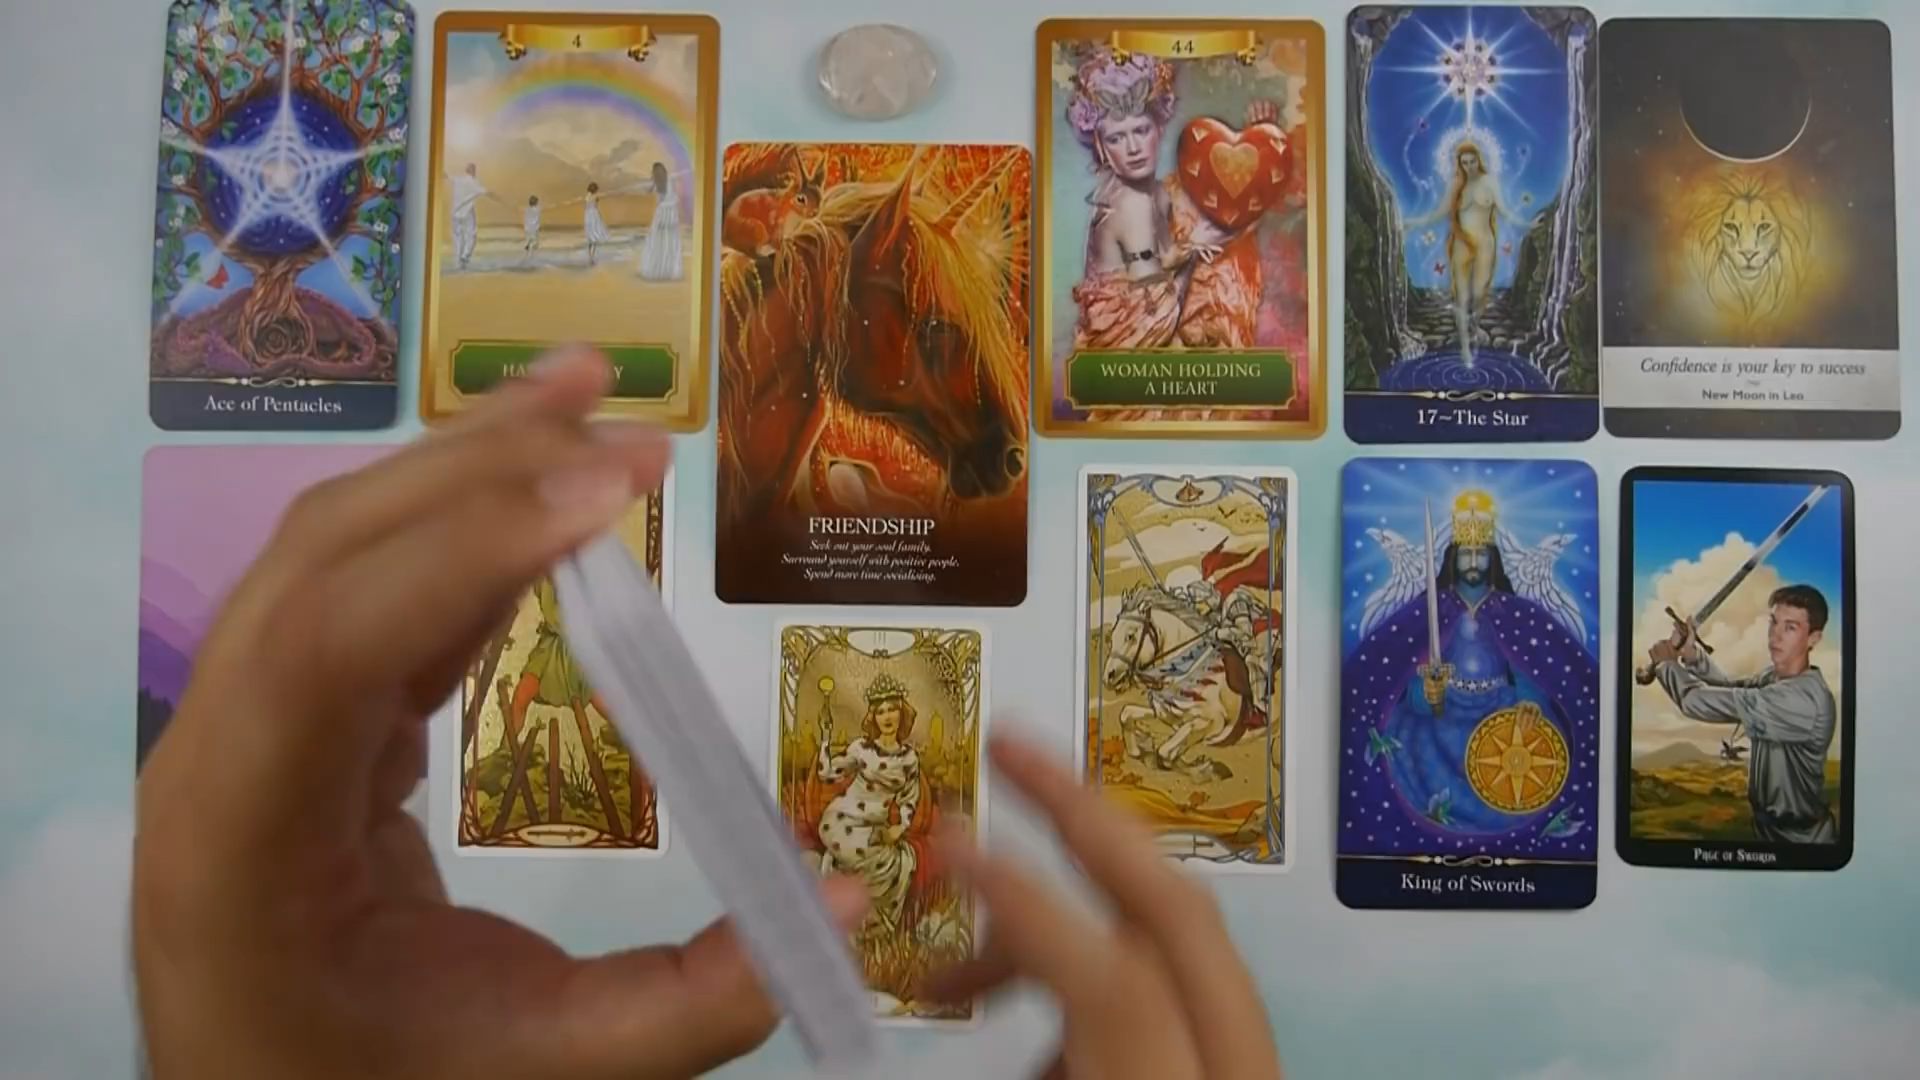 4
44
Ace of Pentacles
WOMAN HOLDING
A HEART
17~The Star
Confidence is your key to success
New Moon in Leo
FRIENDSHIP
Seek out your soul family.
Surround yourself with positive people.
Spend more time socialising.
III
King of Swords
Page of Swords